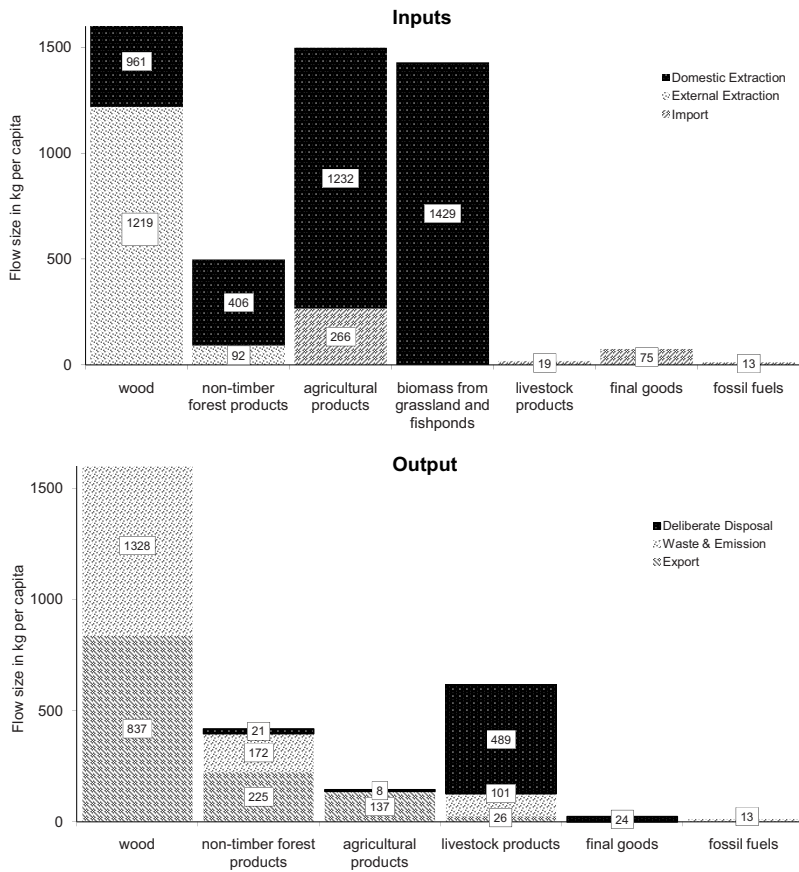 Inputs
1500
1000
500
0
Flow size in kg per capita
961
1219
406
92
1232
266
1429
19
75
13
Domestic Extraction
External Extraction
Import
wood
non-timber
forest products
agricultural
products
biomass from
grassland and
fishponds
livestock
products
final goods
fossil fuels
Output
1500
1000
500
0
Flow size in kg per capita
1328
837
21
172
225
8
137
489
101
26
24
13
Deliberate Disposal
Waste & Emission
Export
wood
non-timber forest
products
agricultural
products
livestock products
final goods
fossil fuels